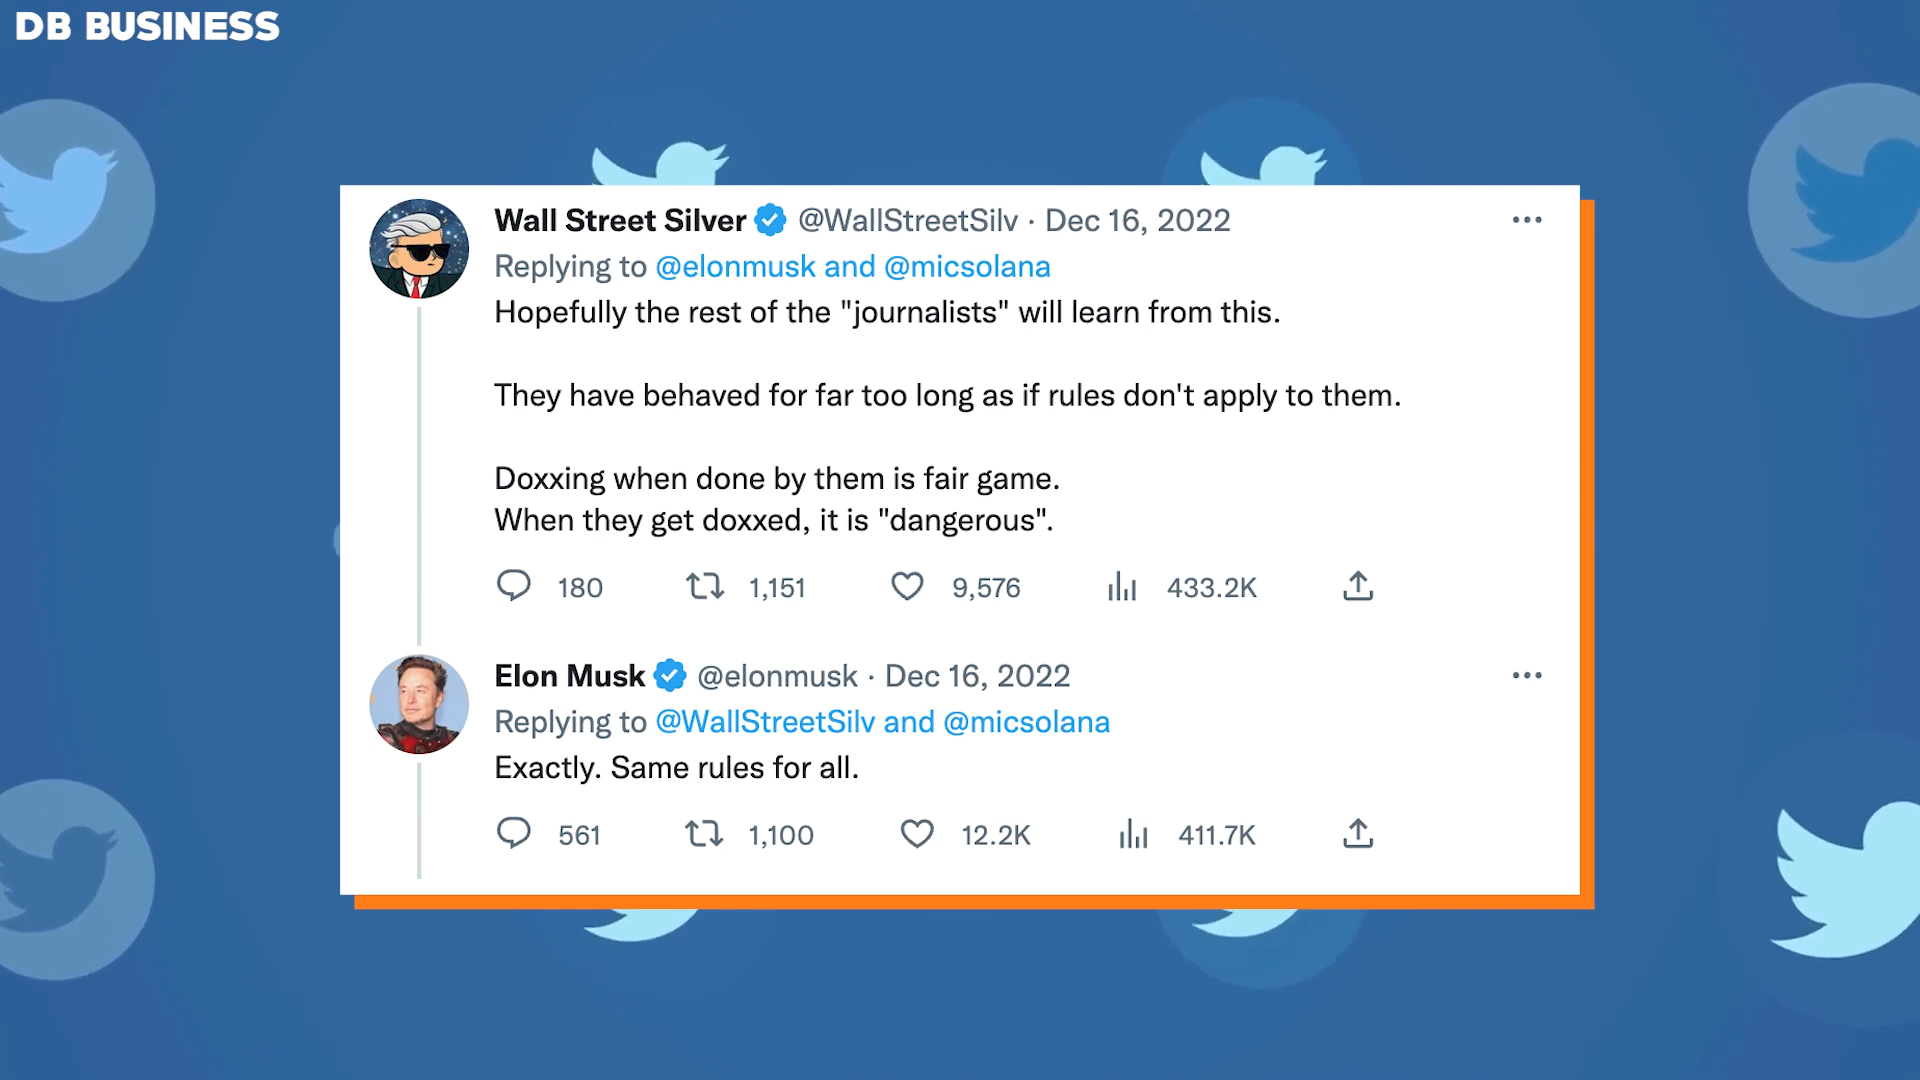 DB BUSINESS
Wall Street Silver @WallStreetSilv · Dec 16, 2022
Replying to @elonmusk and @micsolana
Hopefully the rest of the "journalists" will learn from this.
They have behaved for far too long as if rules don't apply to them.
Doxxing when done by them is fair game.
When they get doxxed, it is "dangerous".
180 1,151 9,576 433.2K
Elon Musk @elonmusk · Dec 16, 2022
Replying to @WallStreetSilv and @micsolana
Exactly. Same rules for all.
561 1,100 12.2K 411.7K